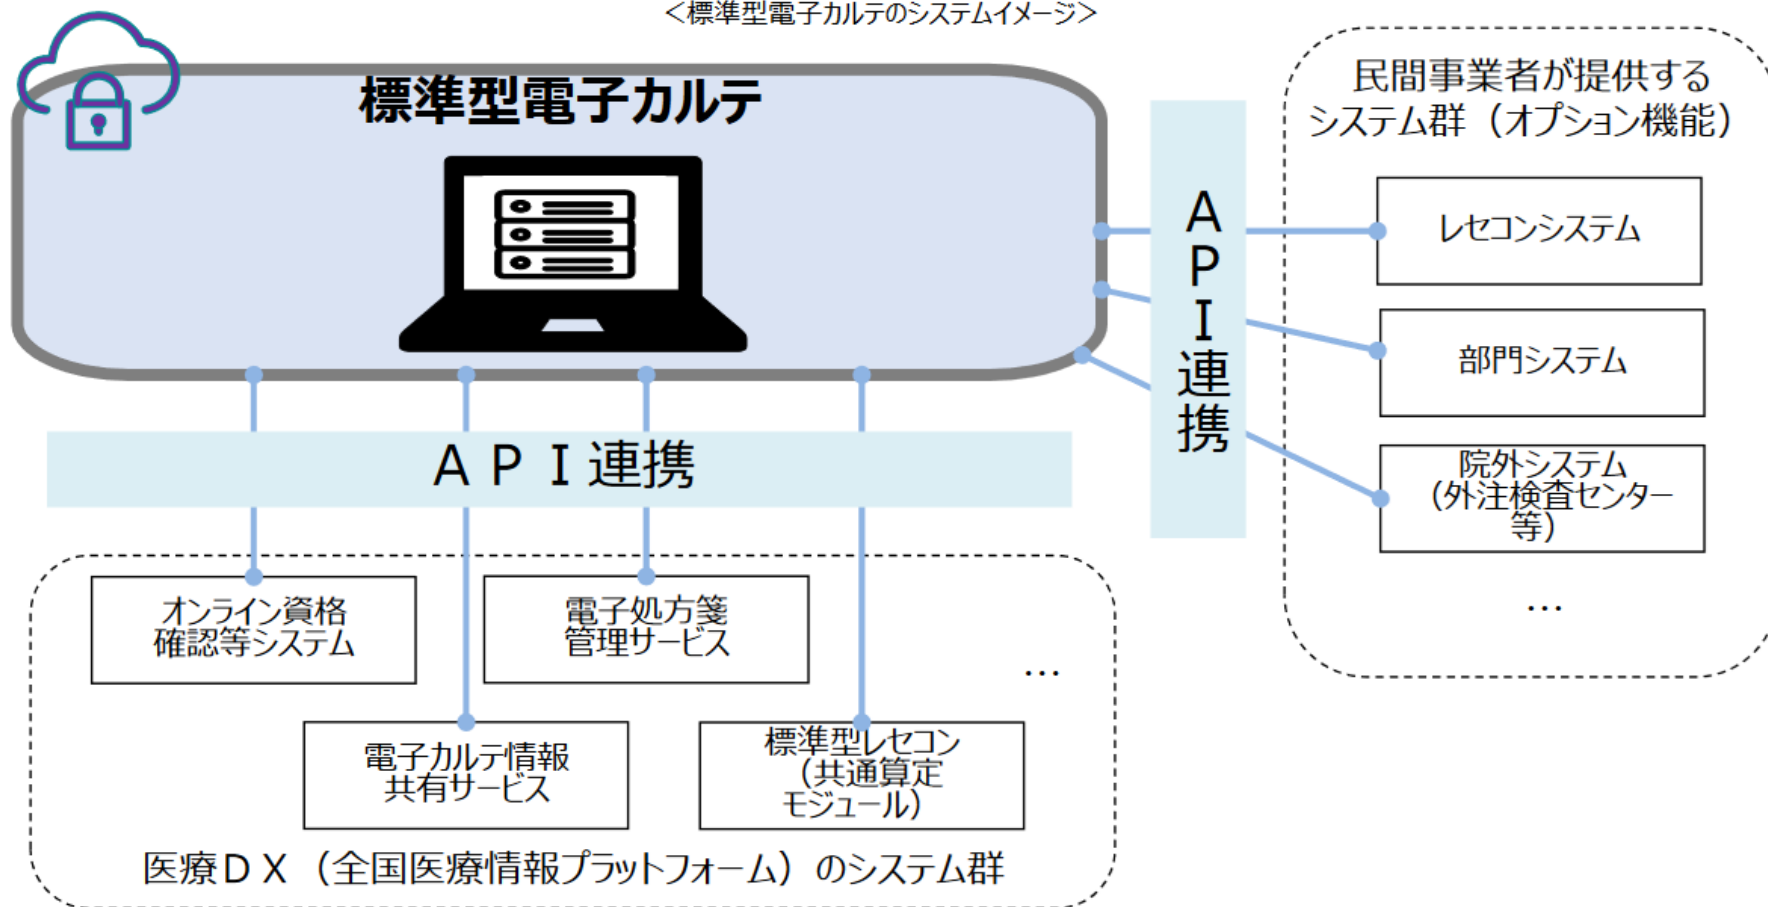 ＜標準型電子カルテのシステムイメージ＞
標準型電子カルテ
民間事業者が提供する
システム群（オプション機能）
ＡＰＩ連携
レセコンシステム
部門システム
院外システム
（外注検査センター
等）
…
ＡＰＩ連携
オンライン資格
確認等システム
電子処方箋
管理サービス
…
電子カルテ情報
共有サービス
標準型レセコン
（共通算定
モジュール）
医療ＤＸ（全国医療情報プラットフォーム）のシステム群